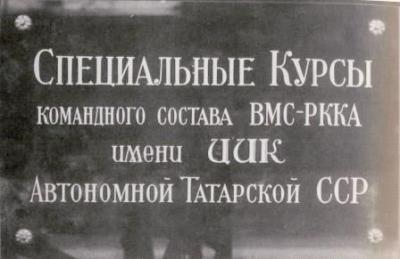 Специальные Курсы
командного состава ВМС-РККА
имени ЦИК
Автономной Татарской ССР